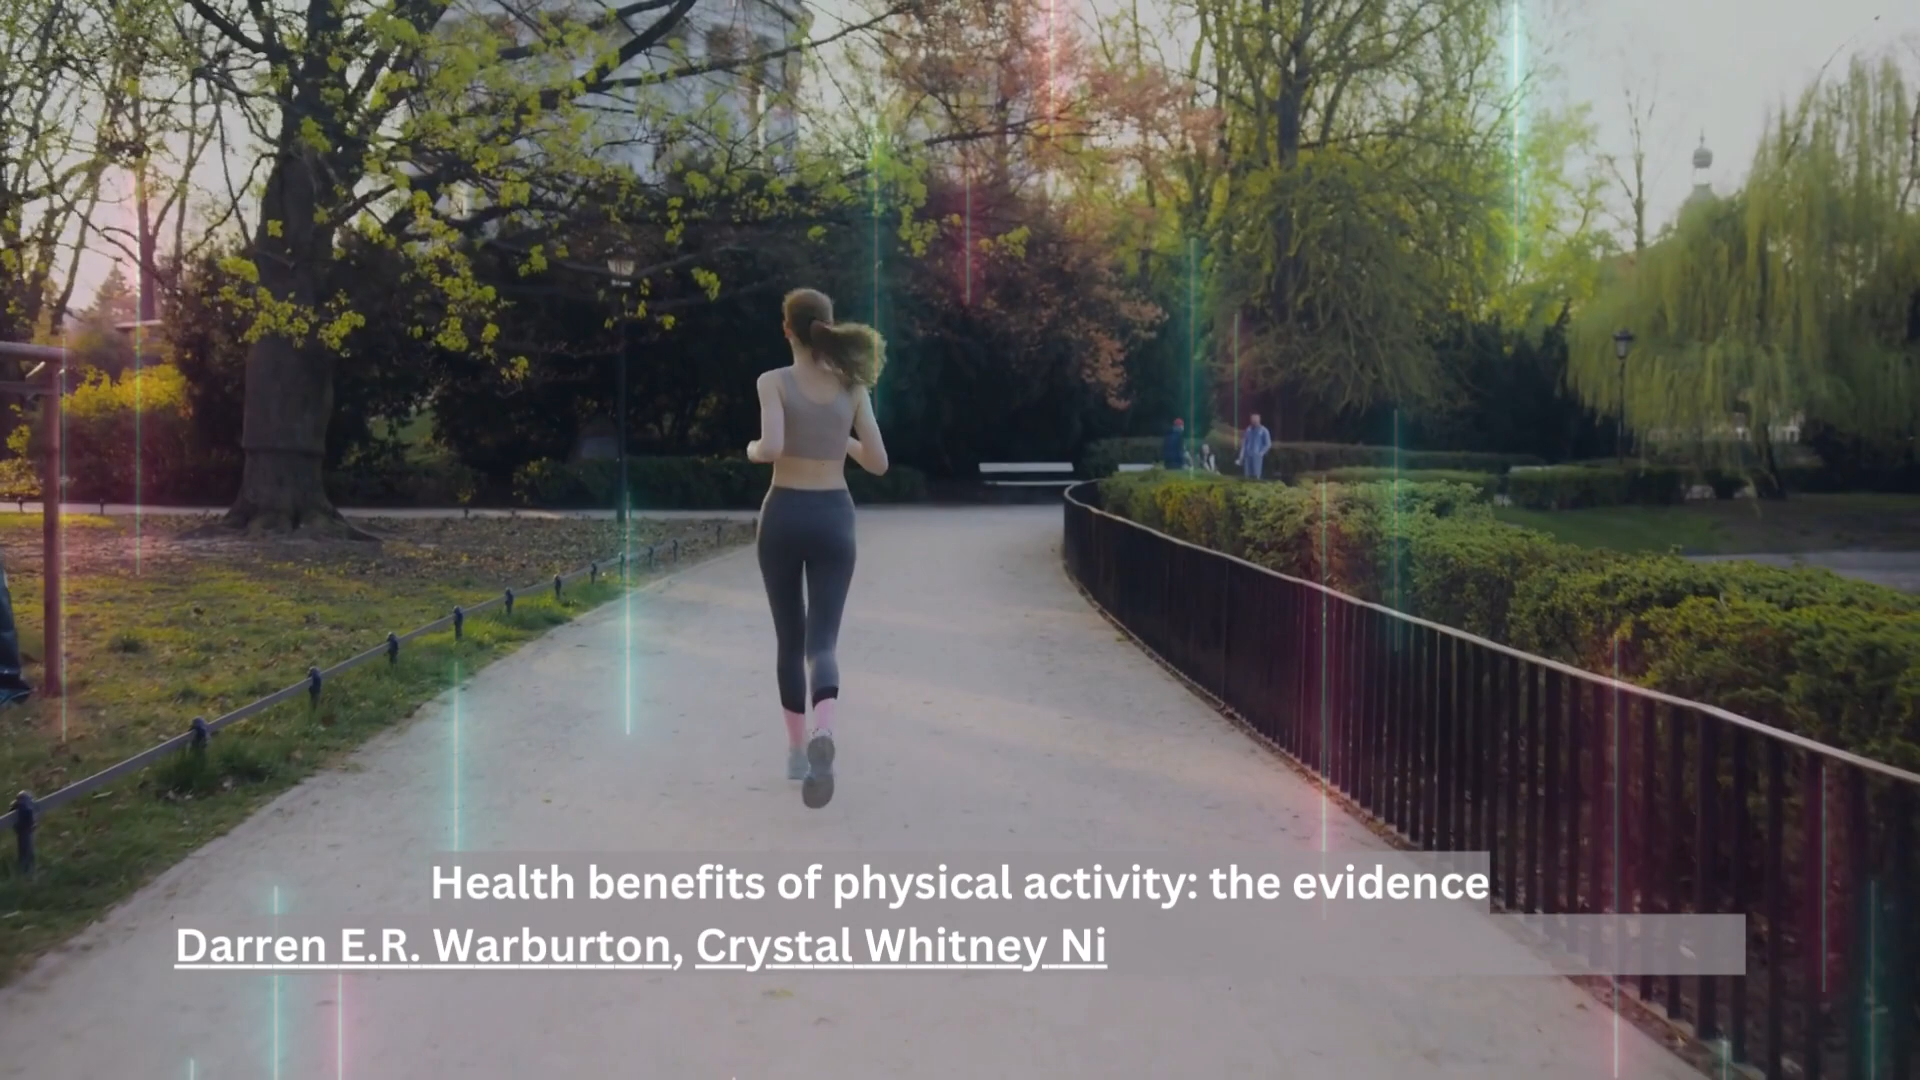 Health benefits of physical activity: the evidence
Darren E.R. Warburton, Crystal Whitney Ni